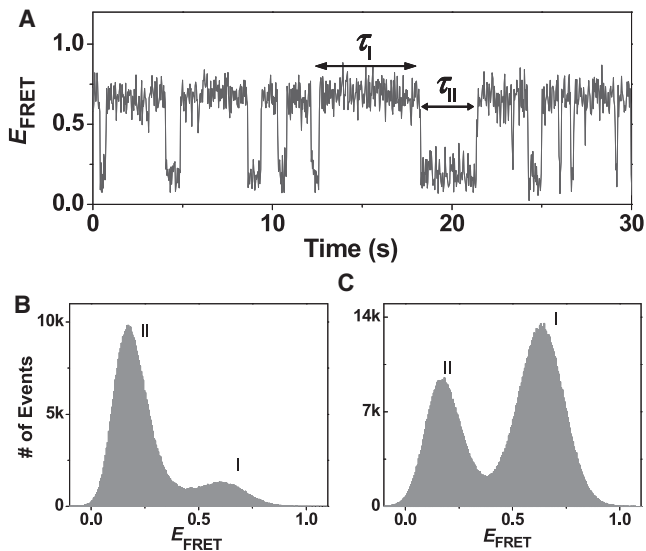 A
1.0
0.5
0.0
E_FRET
τ_I
τ_II
0 10 20 30
Time (s)
B
10k
5k
0
# of Events
II
I
0.0 0.5 1.0
E_FRET
C
14k
7k
0
II
I
0.0 0.5 1.0
E_FRET